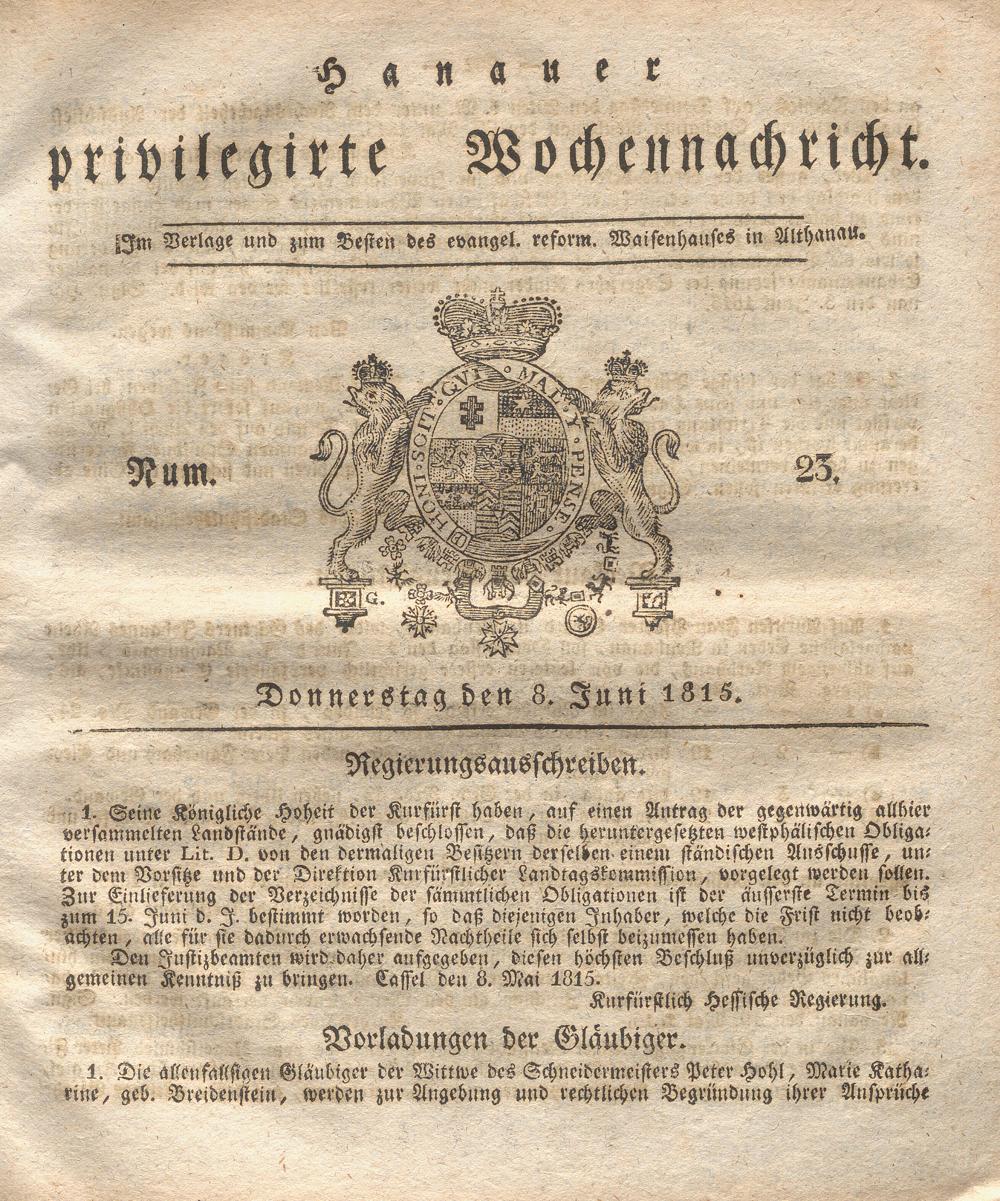 Hanauer
privilegirte Wochennachricht.
Im Verlage und zum Besten des evangel. reform. Waisenhauses in Althanau.
HONI·SOIT·QVI·MAL·Y·PENSE
Num. 23.
G.
Donnerstag den 8. Juni 1815.
Regierungsausschreiben.
1. Seine Königliche Hoheit der Kurfürst haben, auf einen Antrag der gegenwärtig allhier
versammelten Landstände, gnädigst beschlossen, daß die heruntergesetzten westphälischen Obliga-
tionen unter Lit. D. von den dermaligen Besitzern derselben einem ständischen Ausschusse, un-
ter dem Vorsitze und der Direktion Kurfürstlicher Landtagskommission, vorgelegt werden sollen.
Zur Einlieferung der Verzeichnisse der sämmtlichen Obligationen ist der äusserste Termin bis
zum 15. Juni d. J. bestimmt worden, so daß diejenigen Inhaber, welche die Frist nicht beob-
achten, alle für sie dadurch erwachsende Nachtheile sich selbst beizumessen haben.
Den Justizbeamten wird daher aufgegeben, diesen höchsten Beschluß unverzüglich zur all-
gemeinen Kenntniß zu bringen. Cassel den 8. Mai 1815.
Kurfürstlich Hessische Regierung.
Vorladungen der Gläubiger.
1. Die allenfallsigen Gläubiger der Wittwe des Schneidermeisters Peter Hohl, Marie Katha-
rine, geb. Breidenstein, werden zur Angebung und rechtlichen Begründung ihrer Ansprüche